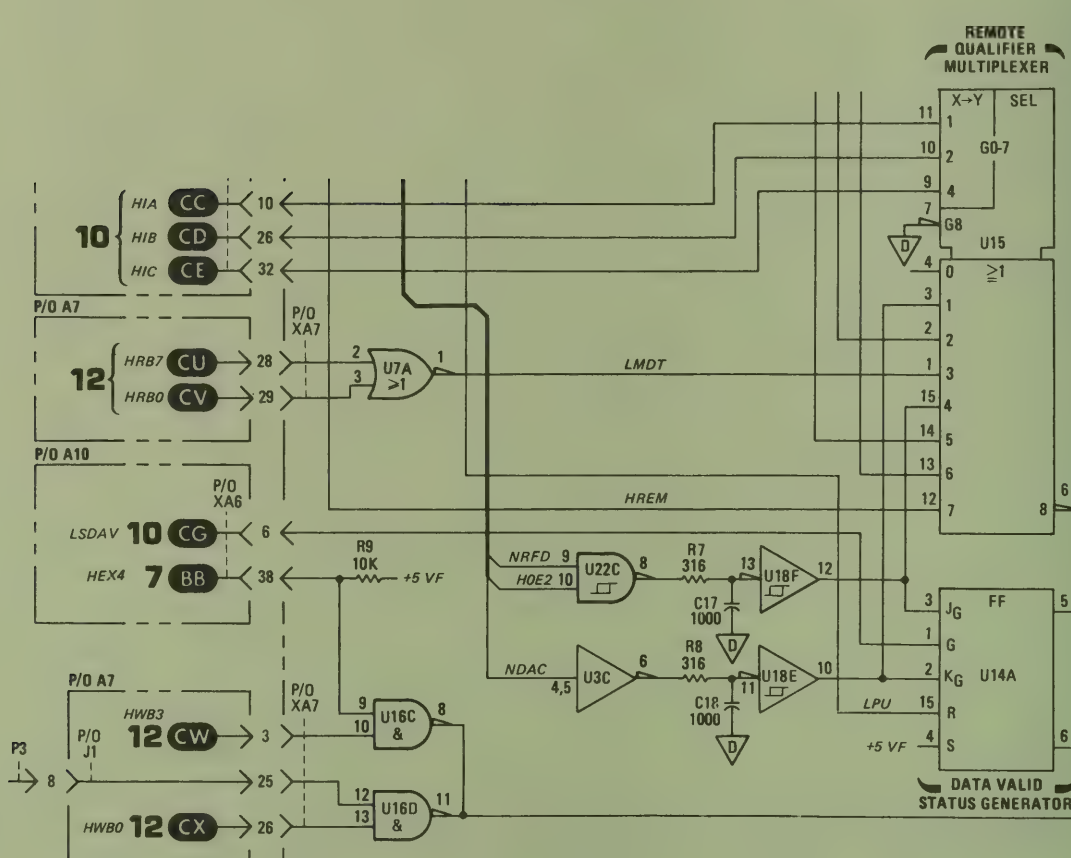 REMOTE
QUALIFIER
MULTIPLEXER
X→Y SEL
11 1
G0-7
10 2
9 4
7 G8
D
U15
4 0 ≥1
3 1
2 2
1 3
15 4
14 5
13 6
12 7
8 6
10
HIA CC 10
HIB CD 26
HIC CE 32
P/O A7
P/O
XA7
12
HRB7 CU 28
HRB0 CV 29
2
3
U7A
≥1
1
LMDT
P/O A10
P/O
XA6
HREM
LSDAV 10 CG 6
HEX4 7 BB 38
R9
10K
+5 VF
NRFD 9
HOE2 10
U22C
8
R7
316
13
U18F
12
C17
1000
D
NDAC
4,5
U3C
6
R8
316
11
U18E
10
C18
1000
D
FF
3 JG
1 G
2 KG
U14A
LPU 15 R
+5 VF 4 S
5
6
DATA VALID
STATUS GENERATOR
P/O A7
P/O
XA7
HWB3
12 CW 3
9
10
U16C
&
8
P3
8
P/O
J1
25
12
13
U16D
&
11
HWB0 12 CX 26